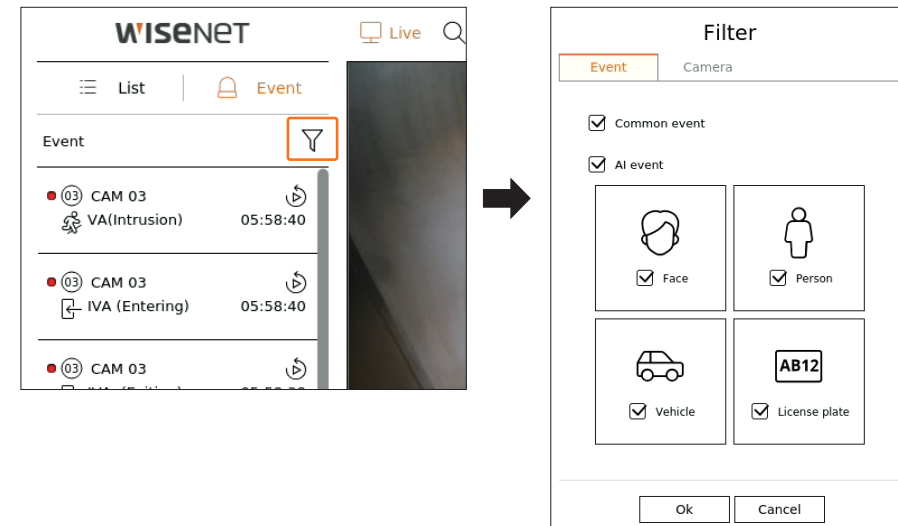 WISENET
Live
List
Event
Event
03 CAM 03
VA(Intrusion) 05:58:40
03 CAM 03
IVA (Entering) 05:58:40
03 CAM 03
Filter
Event Camera
Common event
AI event
Face
Person
Vehicle
AB12
License plate
Ok Cancel